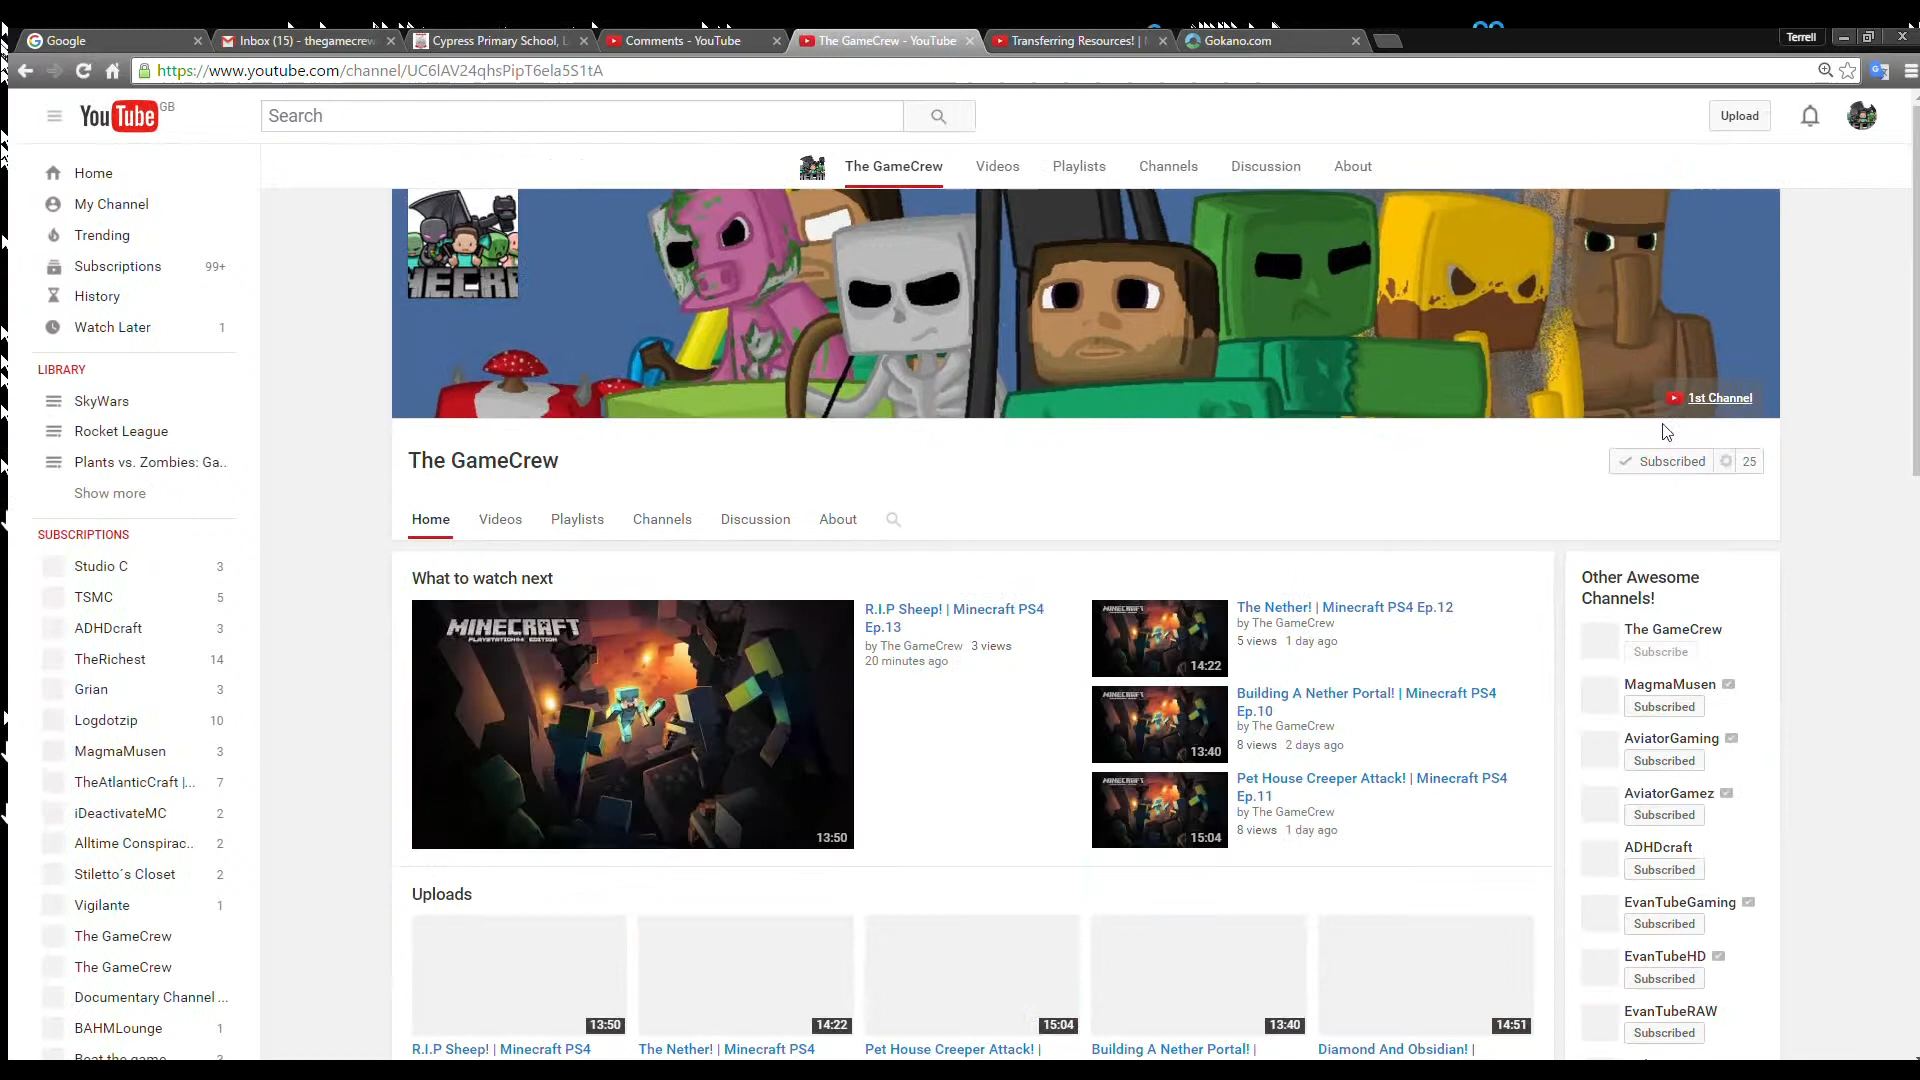 Google
Inbox (15) - thegamecrew
Cypress Primary School, L
Comments - YouTube
The GameCrew - YouTube
Transferring Resources! |
Gokano.com
Terrell
https://www.youtube.com/channel/UC6lAV24qhsPipT6ela5S1tA
YouTube GB
Search
Upload
The GameCrew
Videos
Playlists
Channels
Discussion
About
Home
My Channel
Trending
Subscriptions 99+
History
Watch Later 1
LIBRARY
SkyWars
Rocket League
Plants vs. Zombies: Ga..
Show more
SUBSCRIPTIONS
Studio C 3
TSMC 5
ADHDcraft 3
TheRichest 14
Grian 3
Logdotzip 10
MagmaMusen 3
TheAtlanticCraft |... 7
iDeactivateMC 2
Alltime Conspirac.. 2
Stiletto´s Closet 2
Vigilante 1
The GameCrew
The GameCrew
Documentary Channel ...
BAHMLounge 1
1st Channel
The GameCrew
Subscribed 25
Home
Videos
Playlists
Channels
Discussion
About
What to watch next
MINECRAFT
PLAYSTATION®4 EDITION
13:50
R.I.P Sheep! | Minecraft PS4
Ep.13
by The GameCrew 3 views
20 minutes ago
MINECRAFT
14:22
The Nether! | Minecraft PS4 Ep.12
by The GameCrew
5 views 1 day ago
MINECRAFT
13:40
Building A Nether Portal! | Minecraft PS4
Ep.10
by The GameCrew
8 views 2 days ago
MINECRAFT
15:04
Pet House Creeper Attack! | Minecraft PS4
Ep.11
by The GameCrew
8 views 1 day ago
Uploads
13:50
14:22
15:04
13:40
14:51
R.I.P Sheep! | Minecraft PS4
The Nether! | Minecraft PS4
Pet House Creeper Attack! |
Building A Nether Portal! |
Diamond And Obsidian! |
Other Awesome
Channels!
The GameCrew
Subscribe
MagmaMusen
Subscribed
AviatorGaming
Subscribed
AviatorGamez
Subscribed
ADHDcraft
Subscribed
EvanTubeGaming
Subscribed
EvanTubeHD
Subscribed
EvanTubeRAW
Subscribed